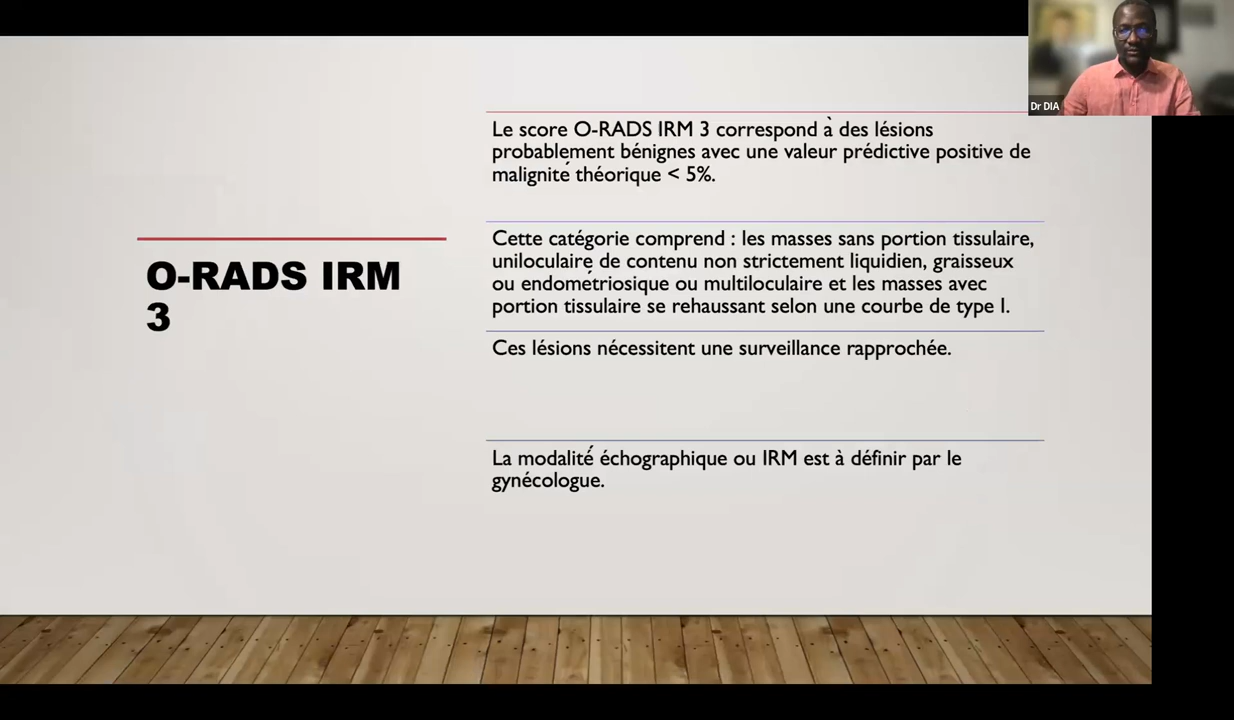 Dr DIA
O-RADS IRM
3
Le score O-RADS IRM 3 correspond à des lésions
probablement bénignes avec une valeur prédictive positive de
malignité théorique < 5%.
Cette catégorie comprend : les masses sans portion tissulaire,
uniloculaire de contenu non strictement liquidien, graisseux
ou endométriosique ou multiloculaire et les masses avec
portion tissulaire se rehaussant selon une courbe de type I.
Ces lésions nécessitent une surveillance rapprochée.
La modalité échographique ou IRM est à définir par le
gynécologue.